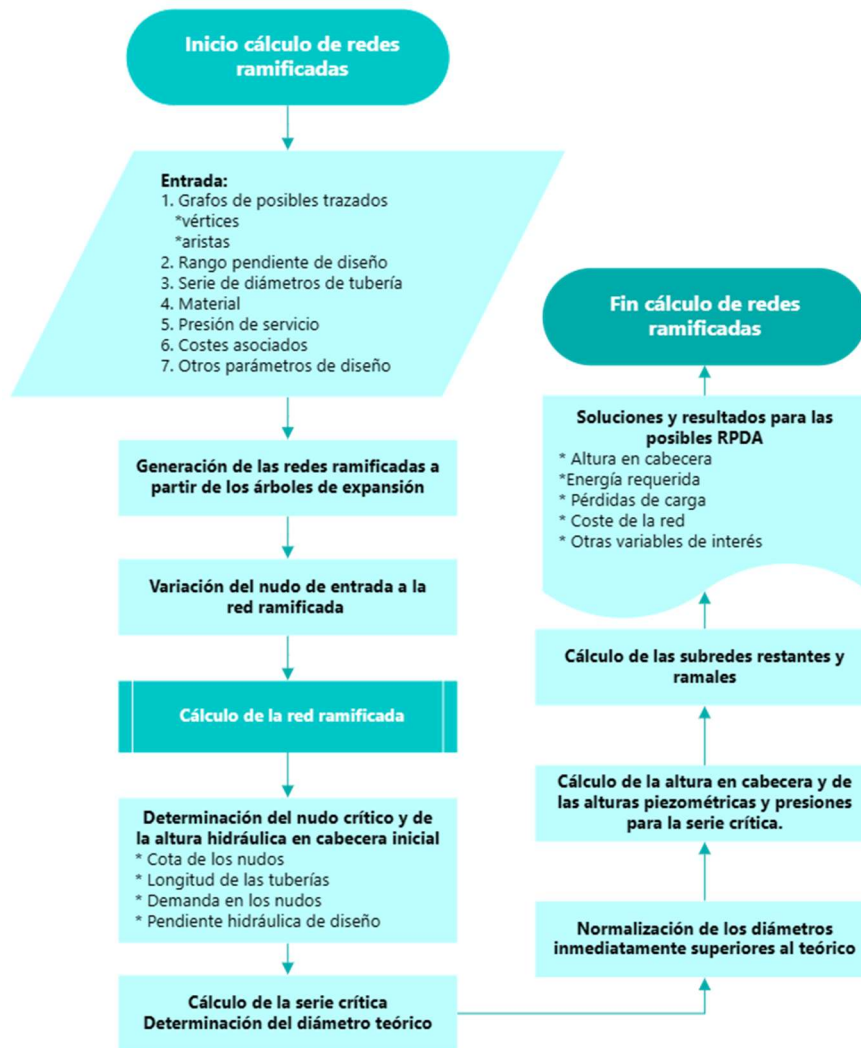 Inicio cálculo de redes
ramificadas
Entrada:
1. Grafos de posibles trazados
*vértices
*aristas
2. Rango pendiente de diseño
3. Serie de diámetros de tubería
4. Material
5. Presión de servicio
6. Costes asociados
7. Otros parámetros de diseño
Generación de las redes ramificadas a
partir de los árboles de expansión
Variación del nudo de entrada a la
red ramificada
Cálculo de la red ramificada
Determinación del nudo crítico y de
la altura hidráulica en cabecera inicial
* Cota de los nudos
* Longitud de las tuberías
* Demanda en los nudos
* Pendiente hidráulica de diseño
Cálculo de la serie crítica
Determinación del diámetro teórico
Normalización de los diámetros
inmediatamente superiores al teórico
Cálculo de la altura en cabecera y de
las alturas piezométricas y presiones
para la serie crítica.
Cálculo de las subredes restantes y
ramales
Soluciones y resultados para las
posibles RPDA
* Altura en cabecera
*Energía requerida
* Pérdidas de carga
* Coste de la red
* Otras variables de interés
Fin cálculo de redes
ramificadas